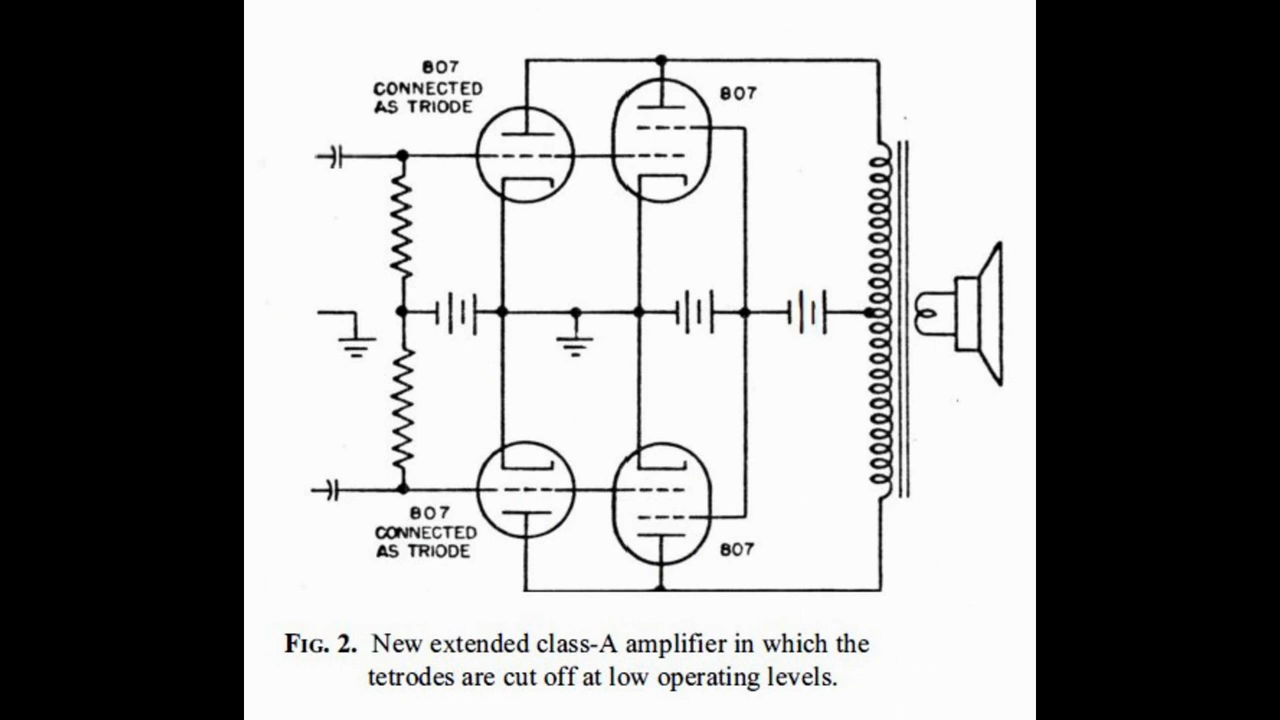 807
CONNECTED
AS TRIODE
807
807
CONNECTED
AS TRIODE
807
FIG. 2. New extended class-A amplifier in which the
tetrodes are cut off at low operating levels.